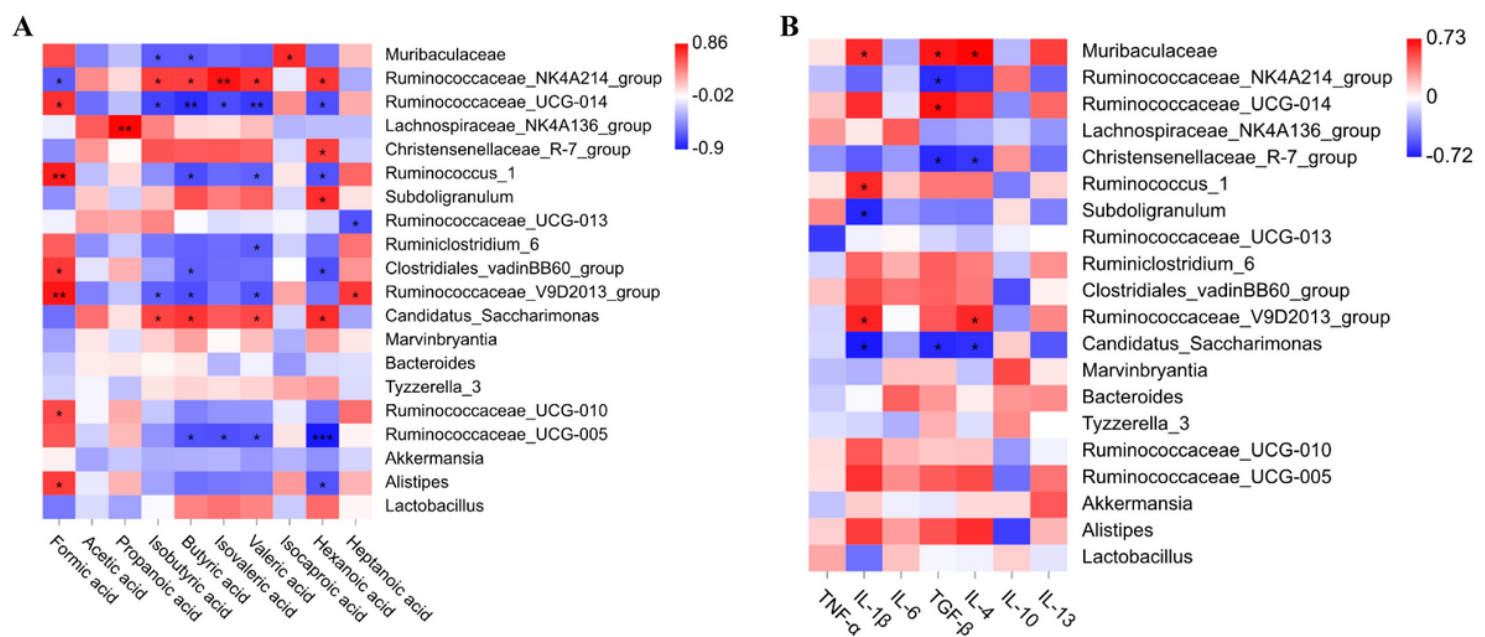 A
Muribaculaceae
Ruminococcaceae_NK4A214_group
Ruminococcaceae_UCG-014
Lachnospiraceae_NK4A136_group
Christensenellaceae_R-7_group
Ruminococcus_1
Subdoligranulum
Ruminococcaceae_UCG-013
Ruminiclostridium_6
Clostridiales_vadinBB60_group
Ruminococcaceae_V9D2013_group
Candidatus_Saccharimonas
Marvinbryantia
Bacteroides
Tyzzerella_3
Ruminococcaceae_UCG-010
Ruminococcaceae_UCG-005
Akkermansia
Alistipes
Lactobacillus
0.86
-0.02
-0.9
Formic acid
Acetic acid
Propanoic acid
Isobutyric acid
Butyric acid
Isovaleric acid
Valeric acid
Isocaproic acid
Hexanoic acid
Heptanoic acid
B
Muribaculaceae
Ruminococcaceae_NK4A214_group
Ruminococcaceae_UCG-014
Lachnospiraceae_NK4A136_group
Christensenellaceae_R-7_group
Ruminococcus_1
Subdoligranulum
Ruminococcaceae_UCG-013
Ruminiclostridium_6
Clostridiales_vadinBB60_group
Ruminococcaceae_V9D2013_group
Candidatus_Saccharimonas
Marvinbryantia
Bacteroides
Tyzzerella_3
Ruminococcaceae_UCG-010
Ruminococcaceae_UCG-005
Akkermansia
Alistipes
Lactobacillus
0.73
0
-0.72
TNF-α
IL-1β
IL-6
TGF-β
IL-4
IL-10
IL-13